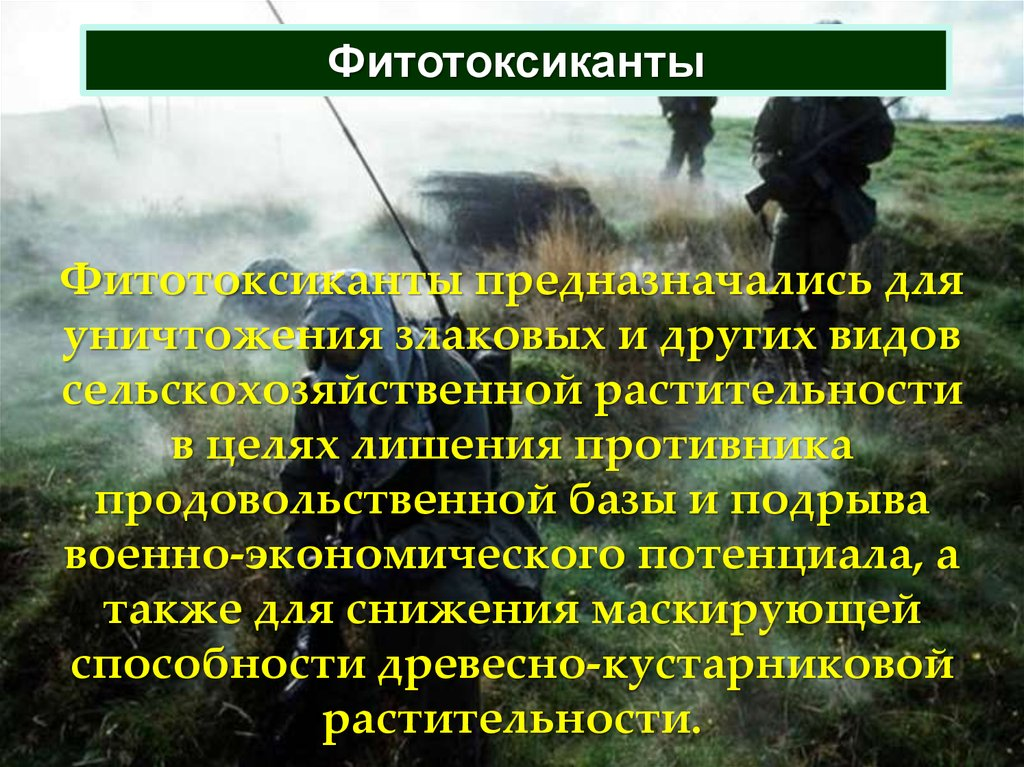 Фитотоксиканты
Фитотоксиканты предназначались для
уничтожения злаковых и других видов
сельскохозяйственной растительности
в целях лишения противника
продовольственной базы и подрыва
военно-экономического потенциала, а
также для снижения маскирующей
способности древесно-кустарниковой
растительности.